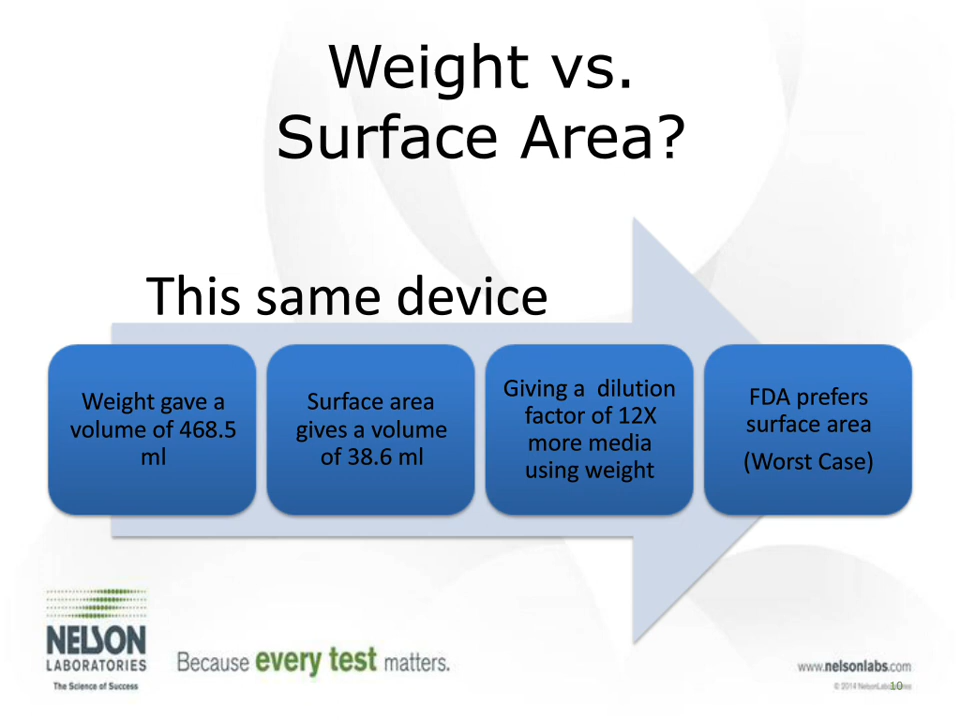 Weight vs.
Surface Area?
This same device
Weight gave a
volume of 468.5
ml
Surface area
gives a volume
of 38.6 ml
Giving a dilution
factor of 12X
more media
using weight
FDA prefers
surface area
(Worst Case)
NELSON
LABORATORIES
The Science of Success
Because every test matters.
www.nelsonlabs.com
© 2014 NelsonLaboratories
10